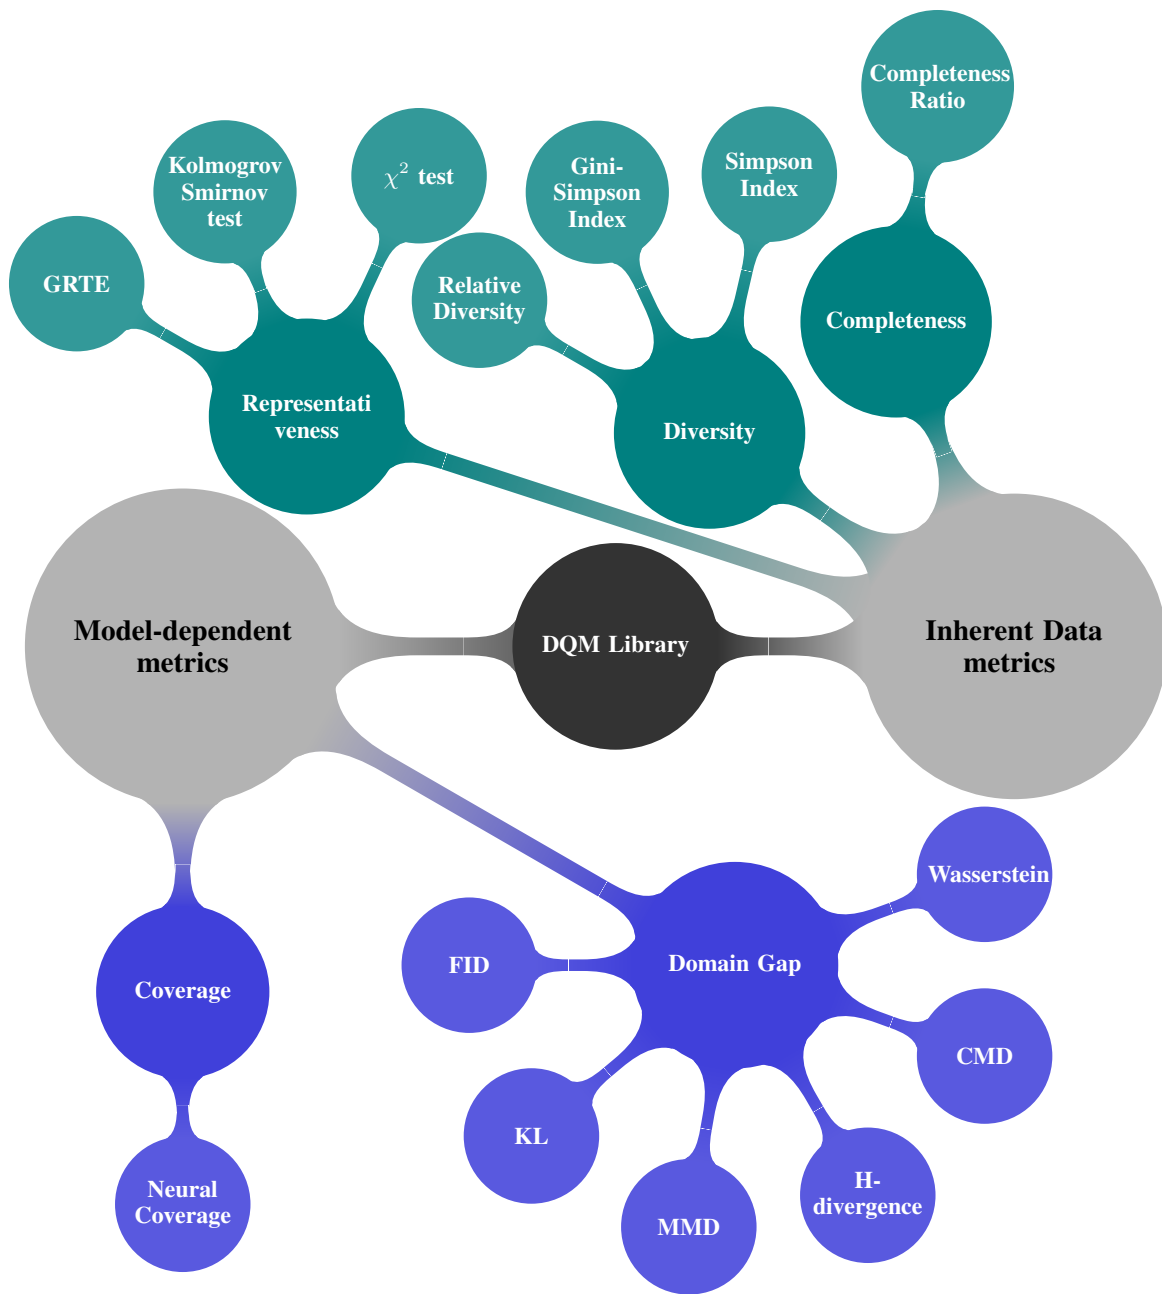 Completeness
Ratio
Kolmogrov
Smirnov
test
χ² test
Gini-
Simpson
Index
Simpson
Index
GRTE
Relative
Diversity
Completeness
Representati
veness
Diversity
Model-dependent
metrics
DQM Library
Inherent Data
metrics
Wasserstein
FID
Domain Gap
Coverage
CMD
KL
Neural
Coverage
MMD
H-
divergence